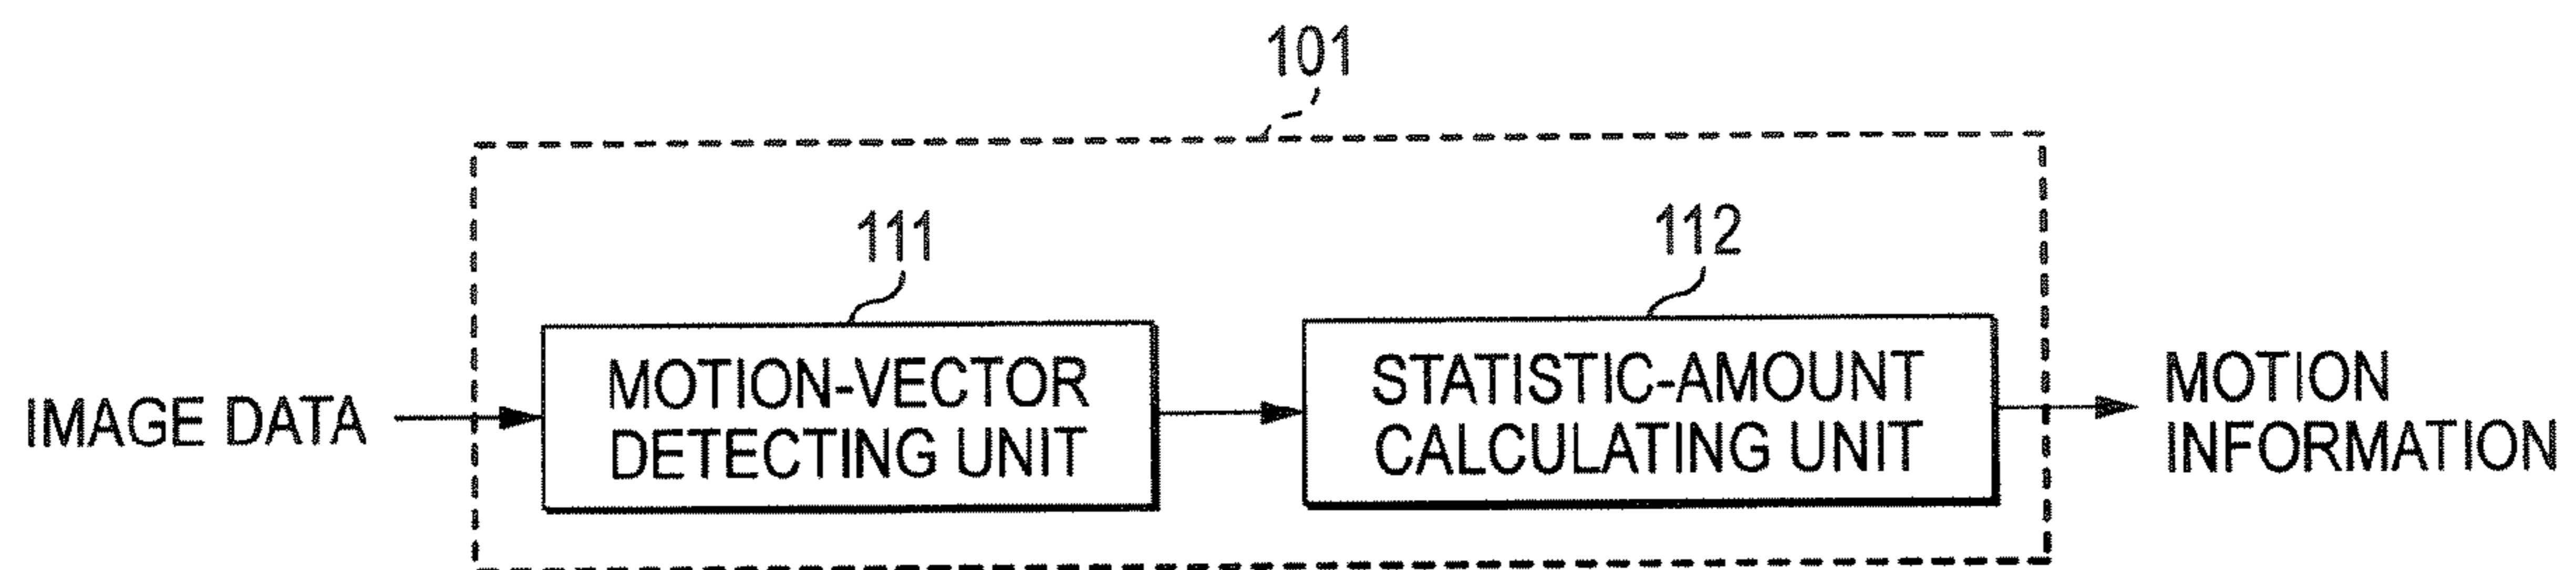 101
111
112
IMAGE DATA
MOTION-VECTOR
DETECTING UNIT
STATISTIC-AMOUNT
CALCULATING UNIT
MOTION
INFORMATION